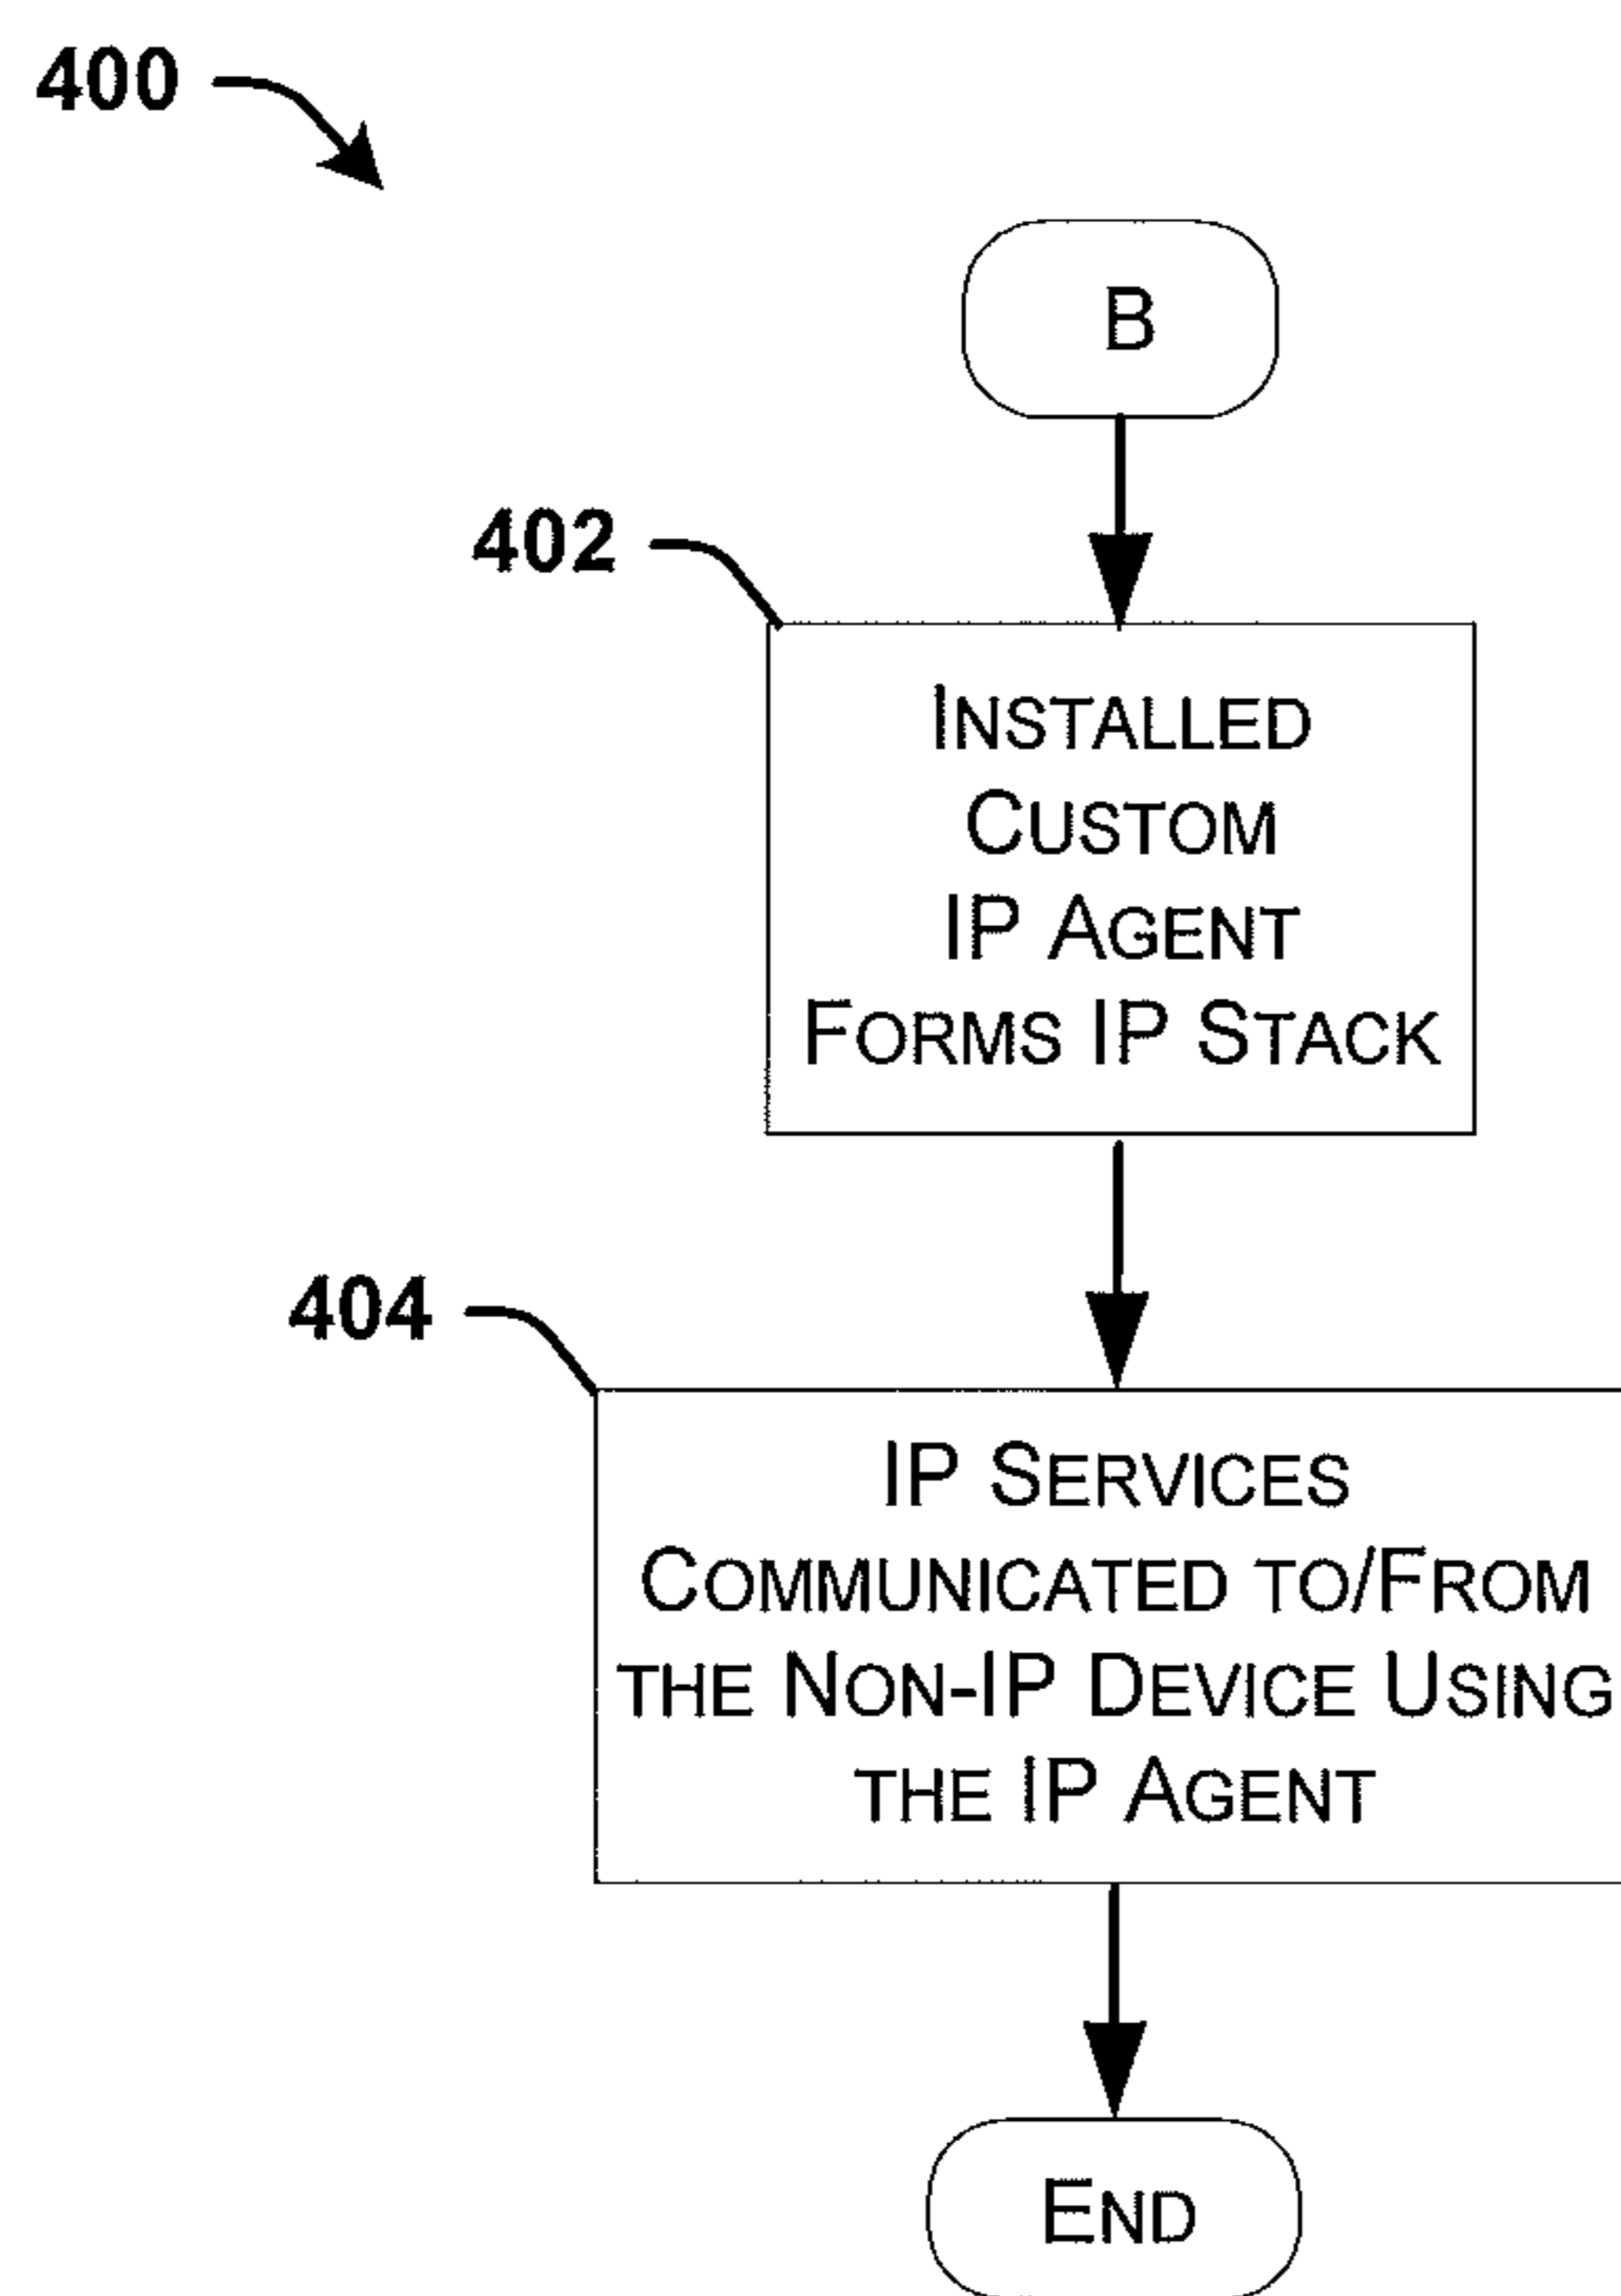 400
B
402
INSTALLED
CUSTOM
IP AGENT
FORMS IP STACK
404
IP SERVICES
COMMUNICATED TO/FROM
THE NON-IP DEVICE USING
THE IP AGENT
END